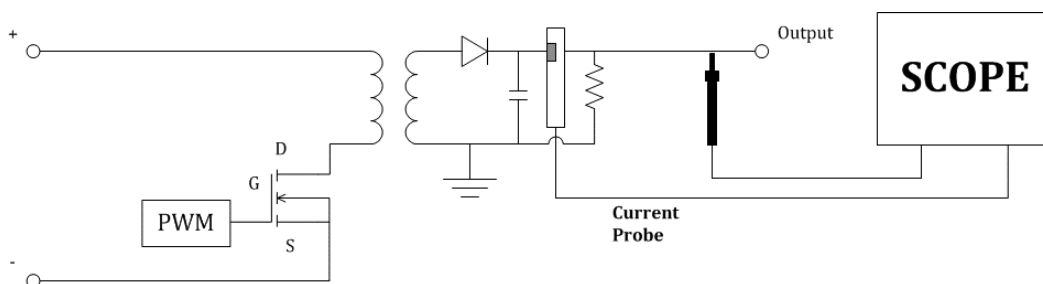 +
Output
SCOPE
D
G
PWM
S
Current
Probe
-